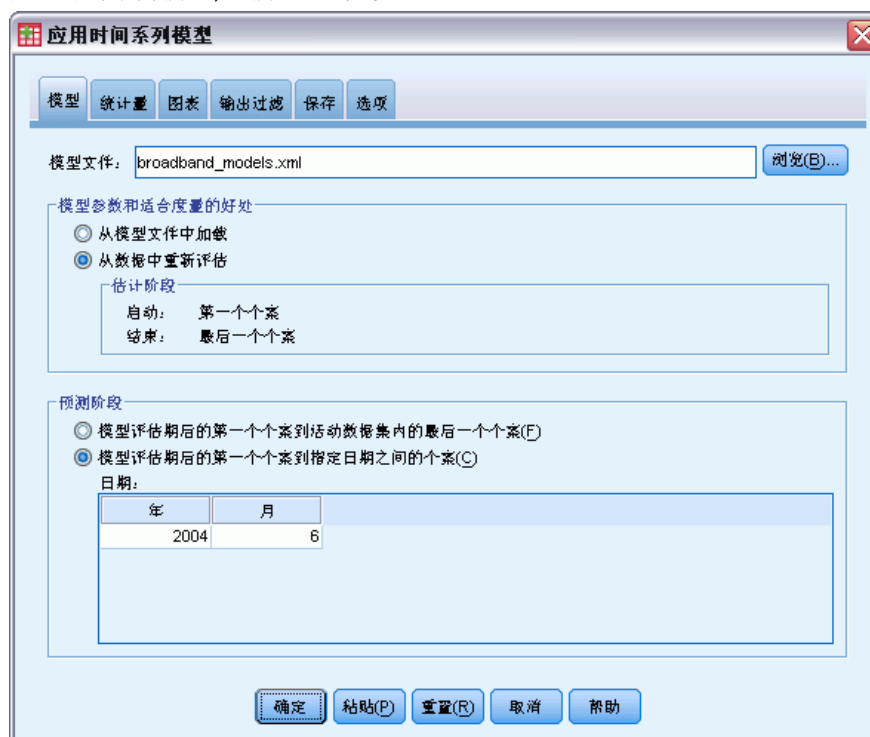 应用时间系列模型
模型 统计量 图表 输出过滤 保存 选项
模型文件: broadband_models.xml 浏览(B)...
模型参数和适合度量的好处
从模型文件中加载
从数据中重新评估
估计阶段
启动: 第一个个案
结束: 最后一个个案
预测阶段
模型评估期后的第一个个案到活动数据集内的最后一个个案(F)
模型评估期后的第一个个案到指定日期之间的个案(C)
日期:
年 月
2004 6
确定 粘贴(P) 重置(R) 取消 帮助